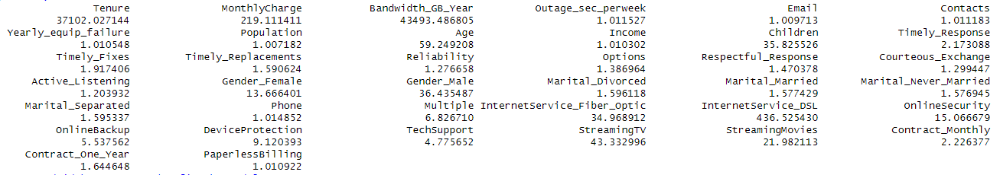 Tenure MonthlyCharge Bandwidth_GB_Year Outage_sec_perweek Email Contacts
37102.027144 219.111411 43493.486805 1.011527 1.009713 1.011183
Yearly_equip_failure Population Age Income Children Timely_Response
1.010548 1.007182 59.249208 1.010302 35.825526 2.173088
Timely_Fixes Timely_Replacements Reliability Options Respectful_Response Courteous_Exchange
1.917406 1.590624 1.276658 1.386964 1.470378 1.299447
Active_Listening Gender_Female Gender_Male Marital_Divorced Marital_Married Marital_Never_Married
1.203932 13.666401 36.435487 1.596118 1.577429 1.576945
Marital_Separated Phone Multiple InternetService_Fiber_Optic InternetService_DSL OnlineSecurity
1.595337 1.014852 6.826710 34.968912 436.525430 15.066679
OnlineBackup DeviceProtection TechSupport StreamingTV StreamingMovies Contract_Monthly
5.537562 9.120393 4.775652 43.332996 21.982113 2.226377
Contract_One_Year PaperlessBilling
1.644648 1.010922